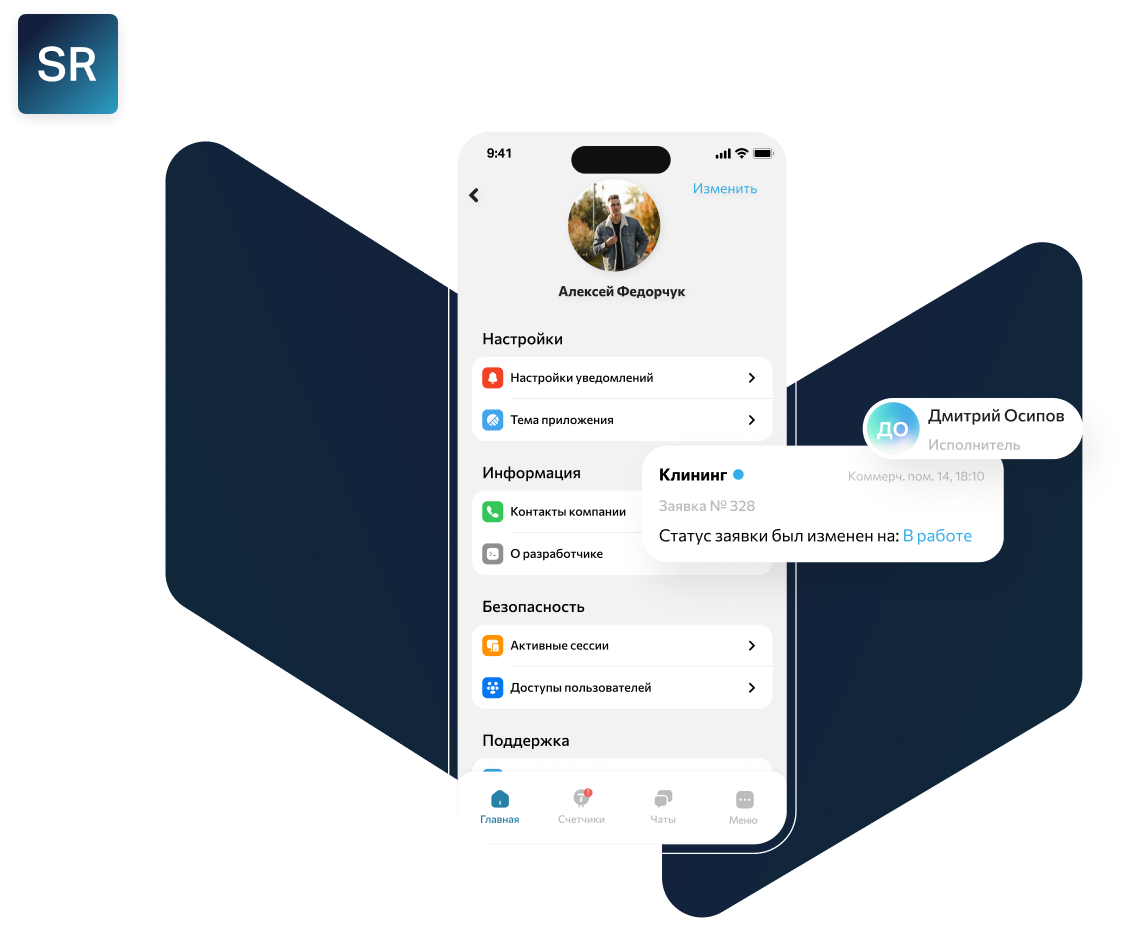 SR
9:41
Изменить
Алексей Федорчук
Настройки
Настройки уведомлений
Тема приложения
Дмитрий Осипов
ДО
Исполнитель
Информация
Клининг
Коммерч. пом. 14, 18:10
Контакты компании
Заявка № 328
Статус заявки был изменен на: В работе
О разработчике
Безопасность
Активные сессии
Доступы пользователей
Поддержка
Главная
Счетчики
Чаты
Меню